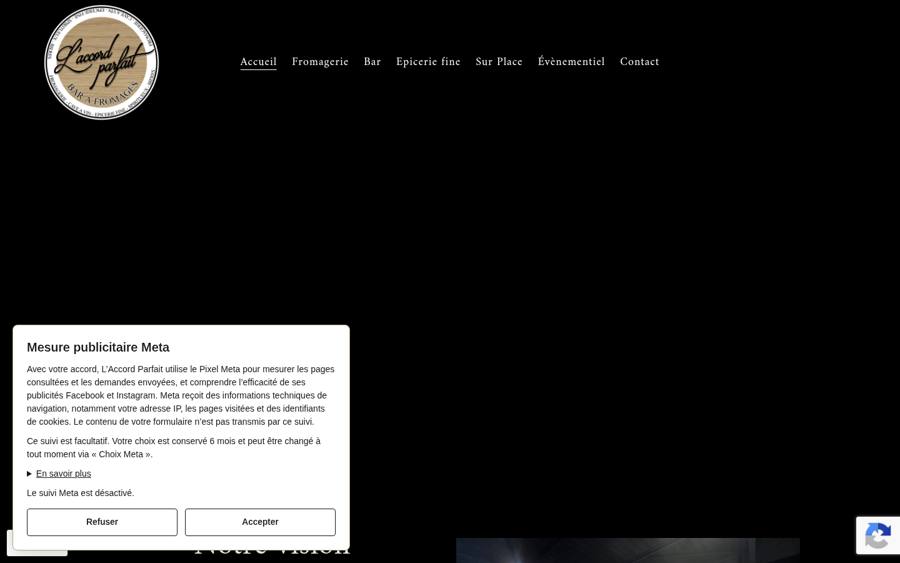 L'accord
parfait
BAR À FROMAGES
Accueil Fromagerie Bar Epicerie fine Sur Place Évènementiel Contact
Mesure publicitaire Meta
Avec votre accord, L'Accord Parfait utilise le Pixel Meta pour mesurer les pages
consultées et les demandes envoyées, et comprendre l'efficacité de ses
publicités Facebook et Instagram. Meta reçoit des informations techniques de
navigation, notamment votre adresse IP, les pages visitées et des identifiants
de cookies. Le contenu de votre formulaire n'est pas transmis par ce suivi.
Ce suivi est facultatif. Votre choix est conservé 6 mois et peut être changé à
tout moment via « Choix Meta ».
En savoir plus
Le suivi Meta est désactivé.
Refuser Accepter
Notre vision